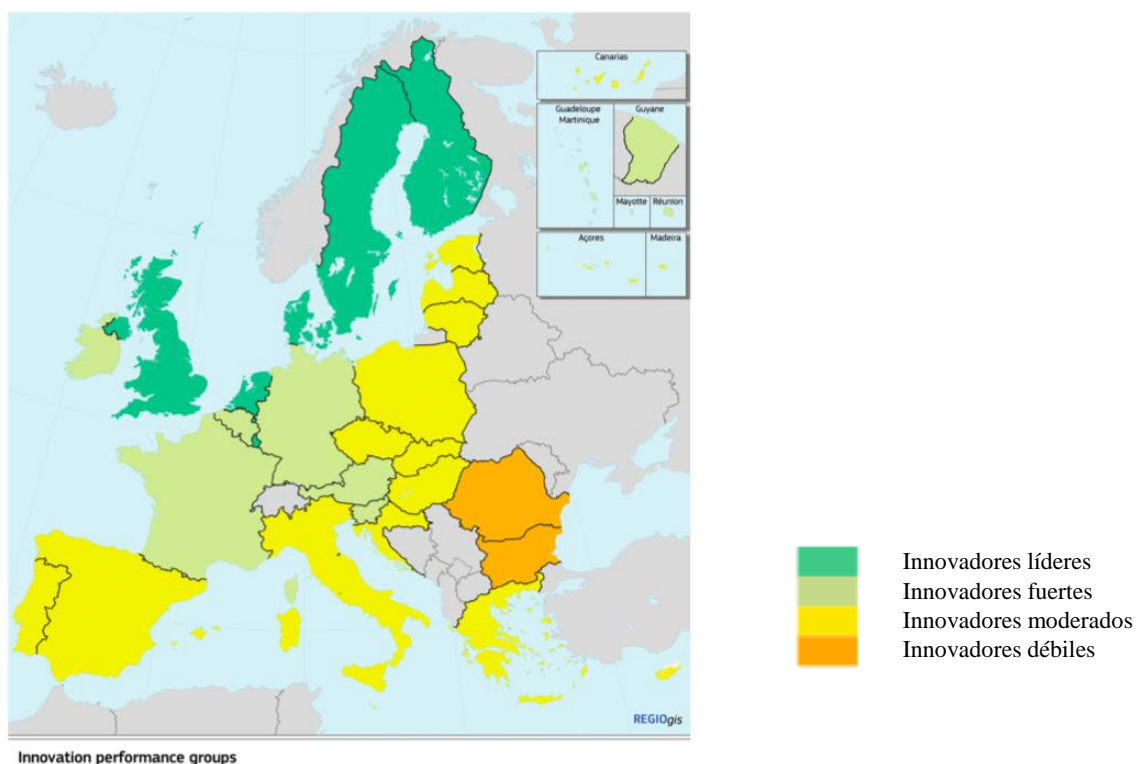 Canarias
Guadeloupe
Martinique
Guyane
Mayotte
Réunion
Açores
Madeira
REGIOgis
Innovation performance groups
Innovadores líderes
Innovadores fuertes
Innovadores moderados
Innovadores débiles